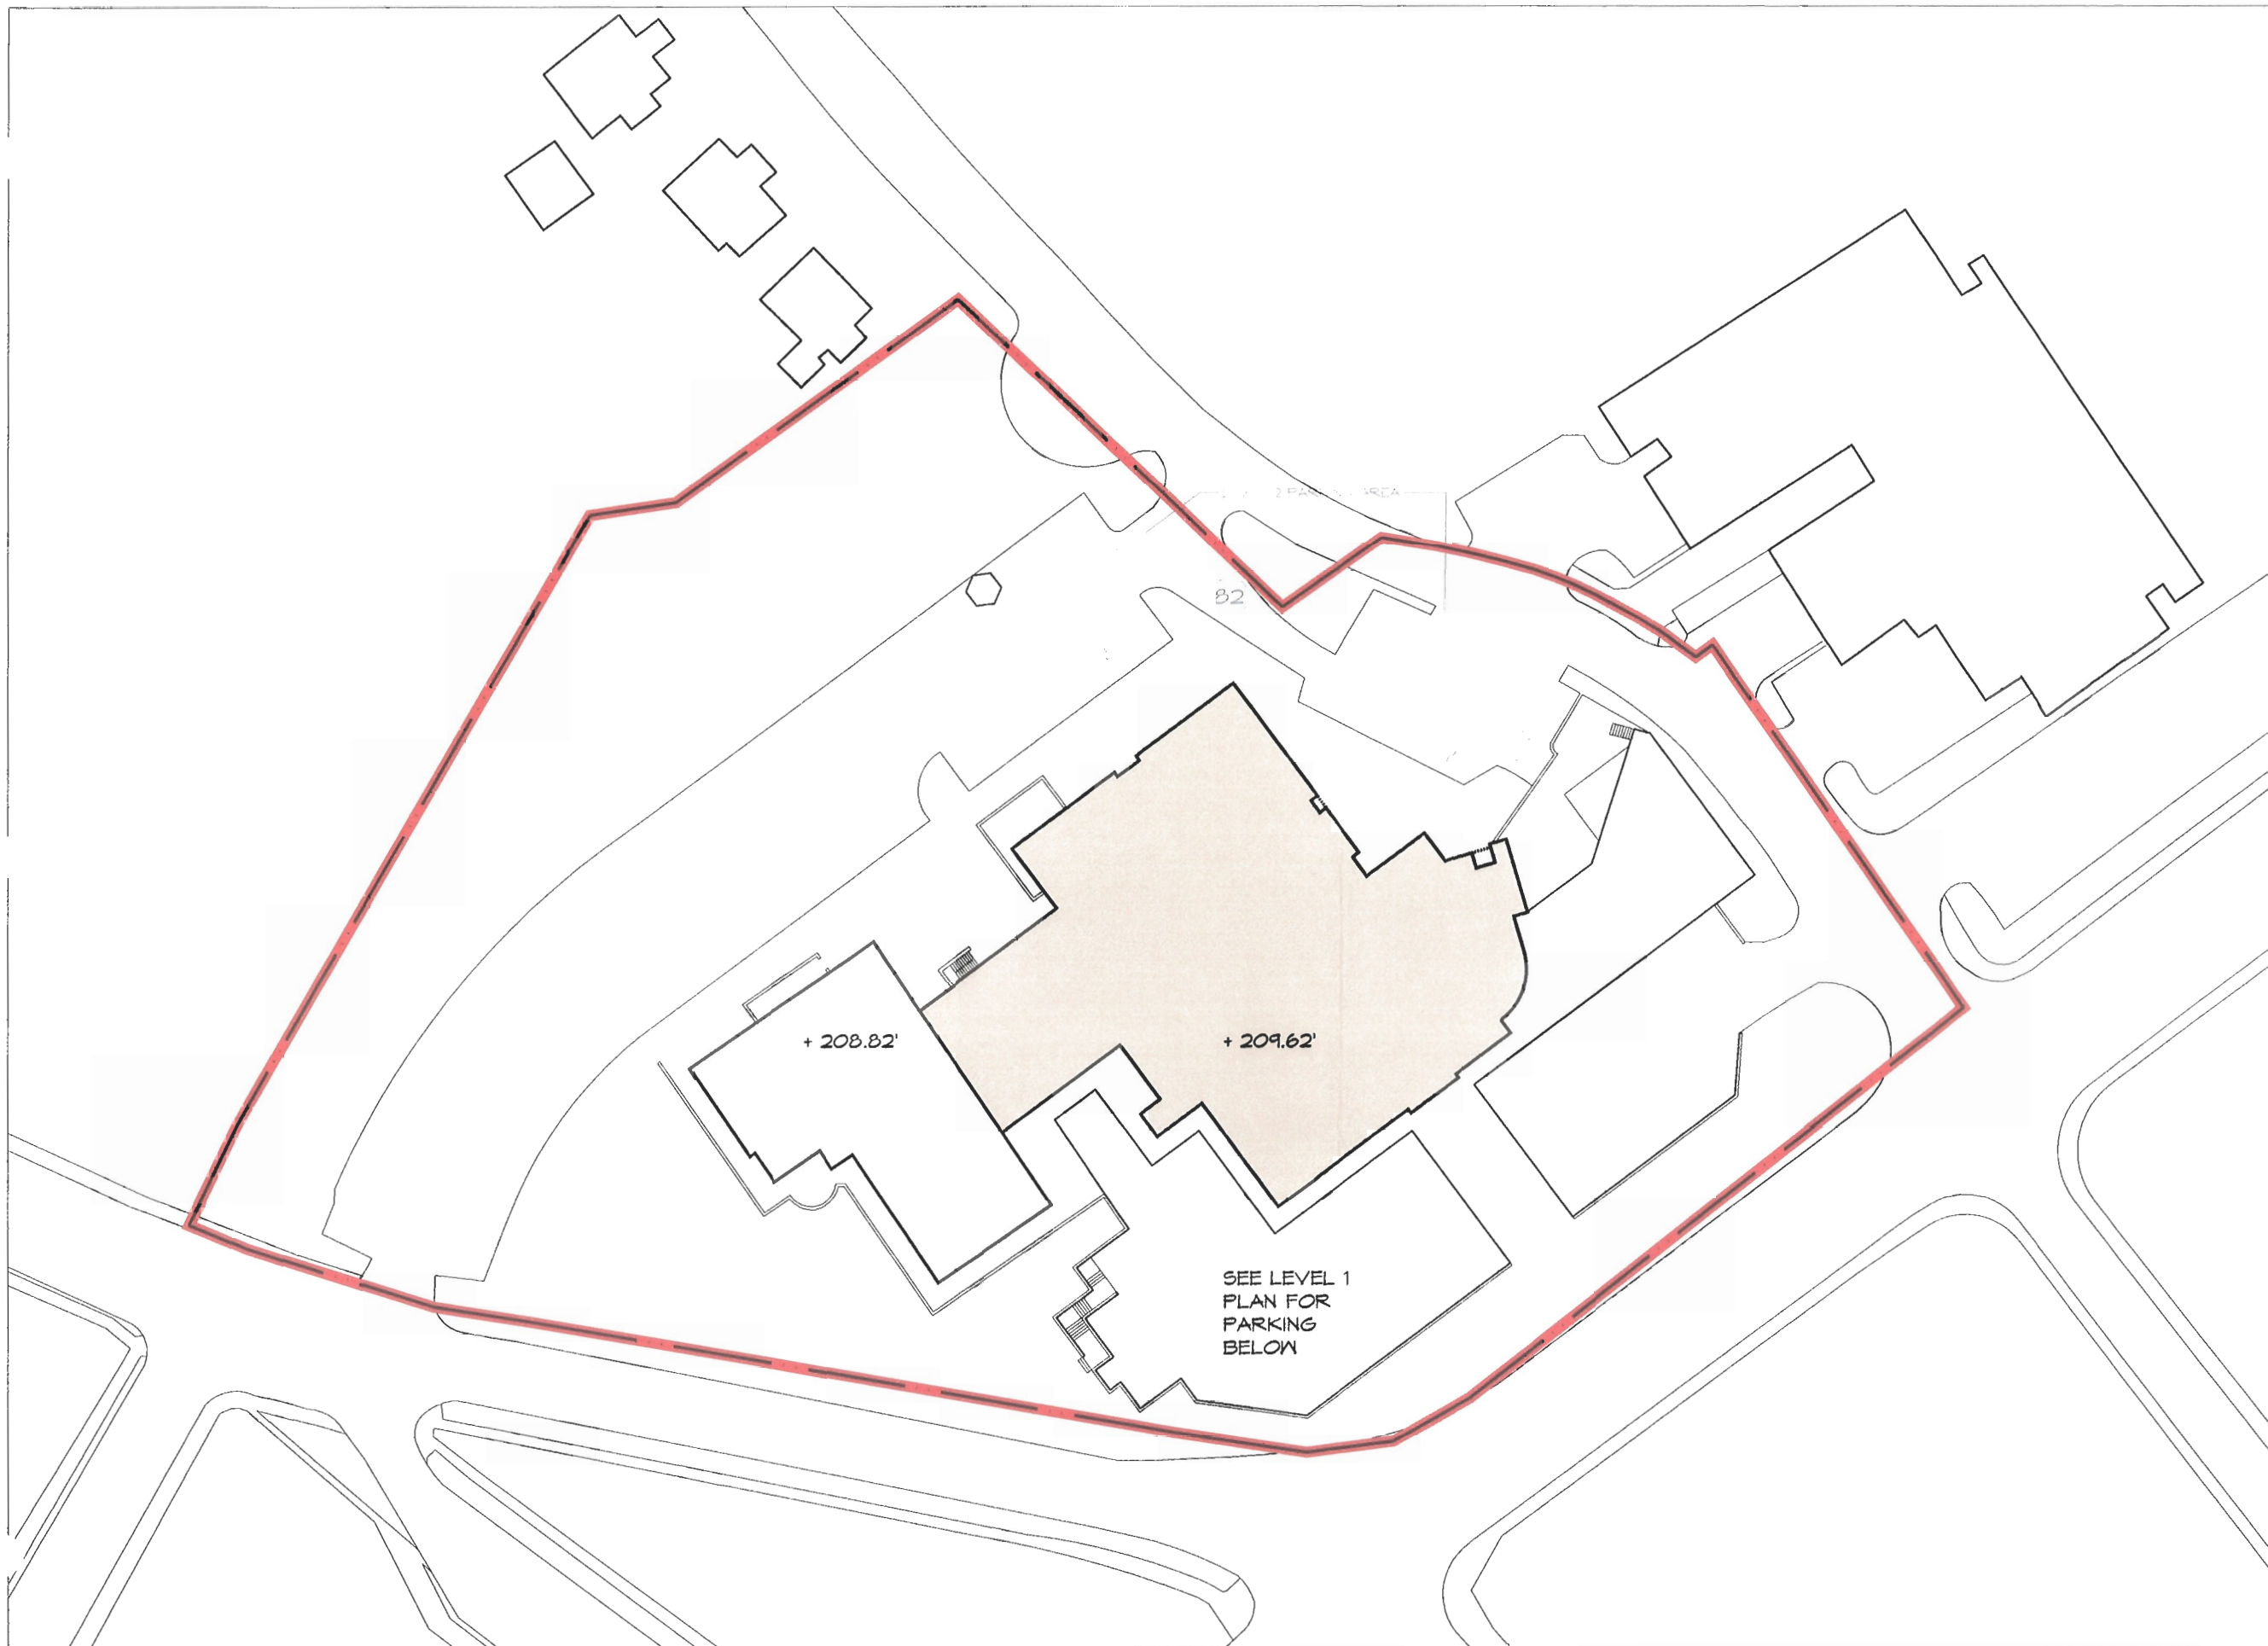 82
+ 208.82'
+ 209.62'
SEE LEVEL 1
PLAN FOR
PARKING
BELOW